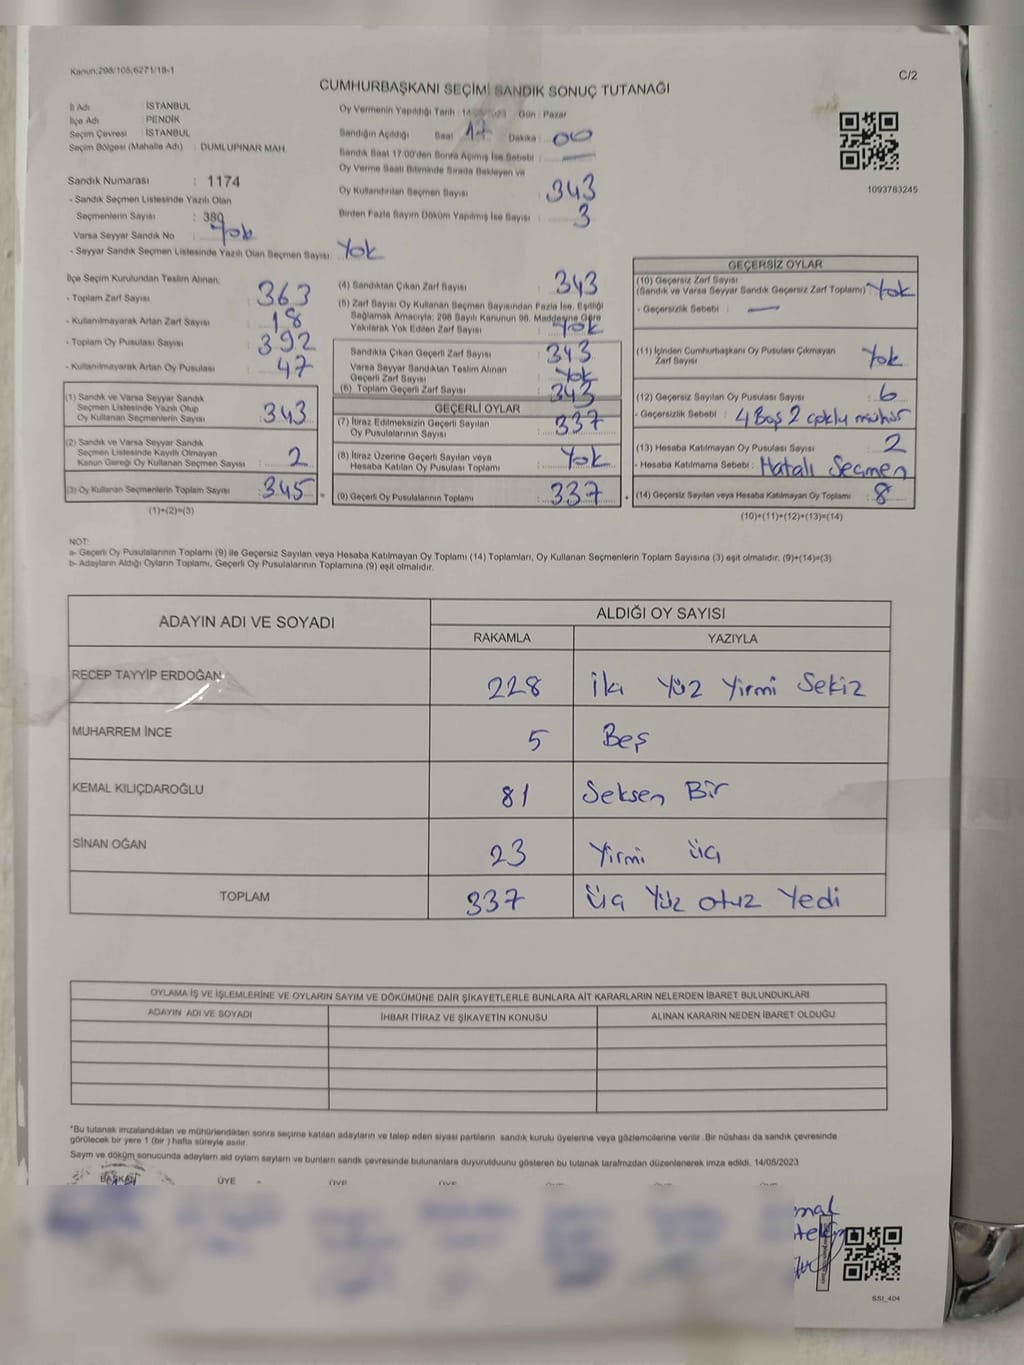 Kanun:298/105,6271/18-1
C/2
CUMHURBAŞKANI SEÇİMİ SANDIK SONUÇ TUTANAĞI
İl Adı : İSTANBUL
İlçe Adı : PENDİK
Seçim Çevresi : İSTANBUL
Seçim Bölgesi (Mahalle Adı) : DUMLUPINAR MAH.
Oy Vermenin Yapıldığı Tarih : 14/05/2023 Gün : Pazar
Sandığın Açıldığı Saat 17 Dakika : 00
Sandık Saat 17:00'den Sonra Açımış İse Sebebi : —
Oy Verme Saati Bitiminde Sırada Bekleyen ve
Oy Kullandırılan Seçmen Sayısı : 343
Birden Fazla Sayım Döküm Yapılmış İse Sayısı : 3
1093783245
Sandık Numarası : 1174
- Sandık Seçmen Listesinde Yazılı Olan
Seçmenlerin Sayısı : 380
Varsa Seyyar Sandık No : Yok
- Seyyar Sandık Seçmen Listesinde Yazılı Olan Seçmen Sayısı: Yok
İlçe Seçim Kurulundan Teslim Alınan:
- Toplam Zarf Sayısı : 363
- Kullanılmayarak Artan Zarf Sayısı : 18
- Toplam Oy Pusulası Sayısı : 392
- Kullanılmayarak Artan Oy Pusulası : 47
(1) Sandık ve Varsa Seyyar Sandık
Seçmen Listesinde Yazılı Olup
Oy Kullanan Seçmenlerin Sayısı : 343
(2) Sandık ve Varsa Seyyar Sandık
Seçmen Listesinde Kayıtlı Olmayan
Kanun Gereği Oy Kullanan Seçmen Sayısı : 2
(3) Oy Kullanan Seçmenlerin Toplam Sayısı : 345 =
(1)+(2)=(3)
(4) Sandıktan Çıkan Zarf Sayısı : 343
(5) Zarf Sayısı Oy Kullanan Seçmen Sayısından Fazla İse, Eşitliği
Sağlamak Amacıyla; 298 Sayılı Kanunun 98. Maddesine Göre
Yakılarak Yok Edilen Zarf Sayısı : Yok
Sandıkta Çıkan Geçerli Zarf Sayısı : 343
Varsa Seyyar Sandıktan Teslim Alınan
Geçerli Zarf Sayısı : Yok
(6) Toplam Geçerli Zarf Sayısı : 343
GEÇERLİ OYLAR
(7) İtiraz Edilmeksizin Geçerli Sayılan
Oy Pusulalarının Sayısı : 337
(8) İtiraz Üzerine Geçerli Sayılan veya
Hesaba Katılan Oy Pusulası Toplamı : Yok
(9) Geçerli Oy Pusulalarının Toplamı : 337 +
GEÇERSİZ OYLAR
(10) Geçersiz Zarf Sayısı
(Sandık ve Varsa Seyyar Sandık Geçersiz Zarf Toplamı) : Yok
- Geçersizlik Sebebi : —
(11) İçinden Cumhurbaşkanı Oy Pusulası Çıkmayan
Zarf Sayısı Yok
(12) Geçersiz Sayılan Oy Pusulası Sayısı : 6
- Geçersizlik Sebebi : 4 Boş 2 çoklu mühür
(13) Hesaba Katılmayan Oy Pusulası Sayısı : 2
- Hesaba Katılmama Sebebi : Hatalı Seçmen
(14) Geçersiz Sayılan veya Hesaba Katılmayan Oy Toplamı : 8
(10)+(11)+(12)+(13)=(14)
NOT:
a- Geçerli Oy Pusulalarının Toplamı (9) ile Geçersiz Sayılan veya Hesaba Katılmayan Oy Toplamı (14) Toplamları, Oy Kullanan Seçmenlerin Toplam Sayısına (3) eşit olmalıdır. (9)+(14)=(3)
b- Adayların Aldığı Oyların Toplamı, Geçerli Oy Pusulalarının Toplamına (9) eşit olmalıdır.
ADAYIN ADI VE SOYADI
ALDIĞI OY SAYISI
RAKAMLA YAZIYLA
RECEP TAYYİP ERDOĞAN 228 İki Yüz Yirmi Sekiz
MUHARREM İNCE 5 Beş
KEMAL KILIÇDAROĞLU 81 Seksen Bir
SİNAN OĞAN 23 Yirmi Üç
TOPLAM 337 Üç Yüz otuz Yedi
OYLAMA İŞ VE İŞLEMLERİNE VE OYLARIN SAYIM VE DÖKÜMÜNE DAİR ŞİKAYETLERLE BUNLARA AİT KARARLARIN NELERDEN İBARET BULUNDUKLARI
ADAYIN ADI VE SOYADI İHBAR İTİRAZ VE ŞİKAYETİN KONUSU ALINAN KARARIN NEDEN İBARET OLDUĞU
"Bu tutanak imzalandıktan ve mühürlendikten sonra seçime katılan adayların ve talep eden siyasi partilerin sandık kurulu üyelerine veya gözlemcilerine verilir .Bir nüshası da sandık çevresinde
görülecek bir yere 1 (bir ) hafta süreyle asılır.
Sayım ve döküm sonucunda adayların aldı oyların sayıları ve bunların sandk çevresinde bulunanlara duyurulduunu gösteren bu tutanak tarafmzdan düzenlenerek imza edildi. 14/05/2023
BAŞKAN ÜYE
SSI_404